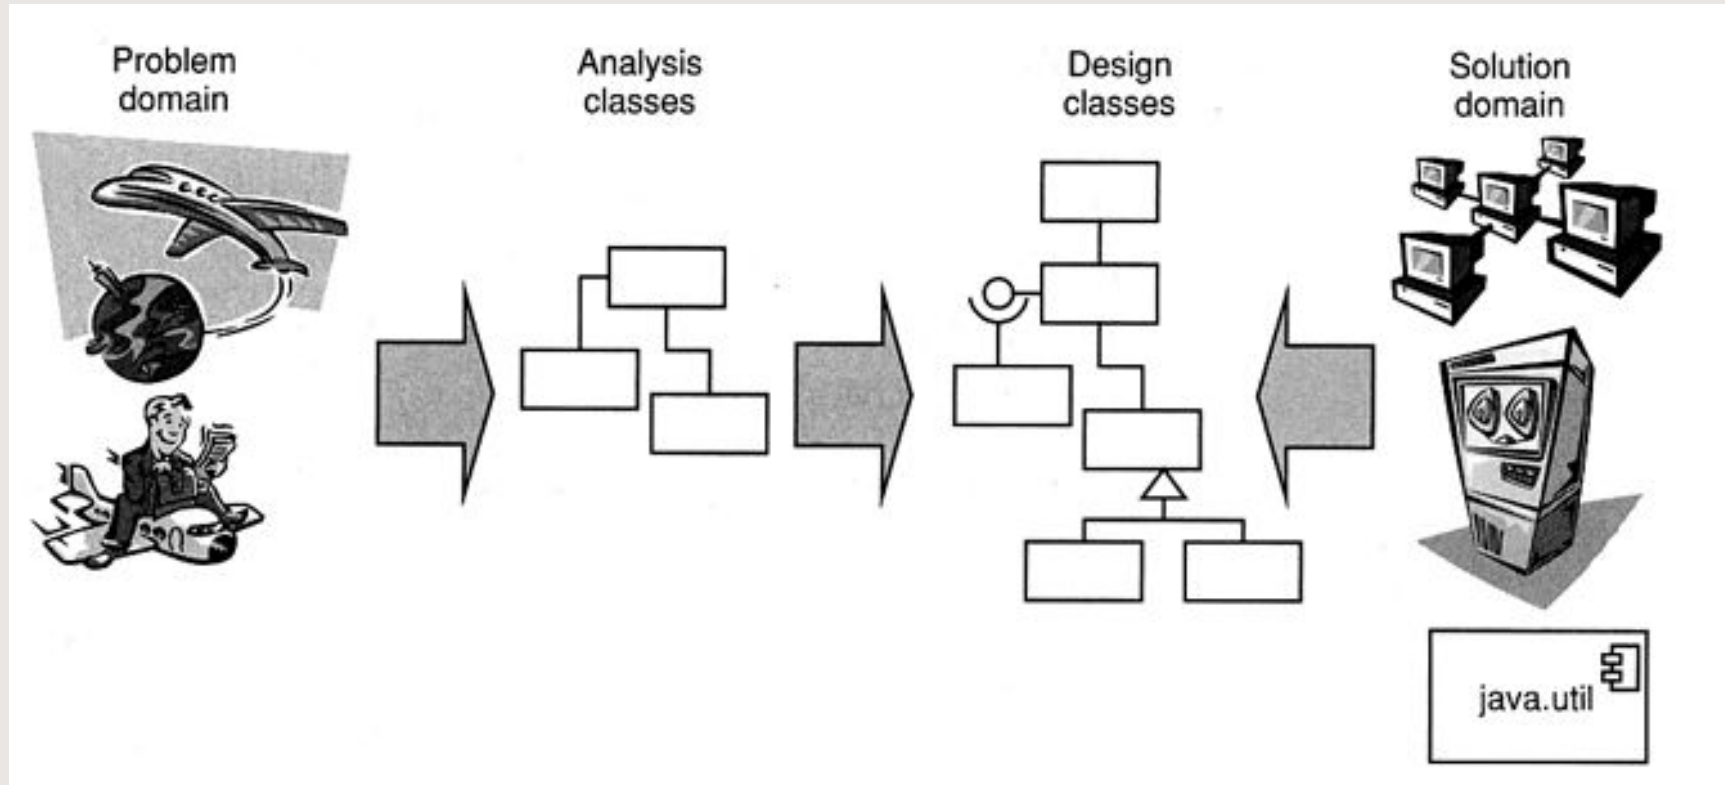 Problem
domain
Analysis
classes
Design
classes
Solution
domain
java.util